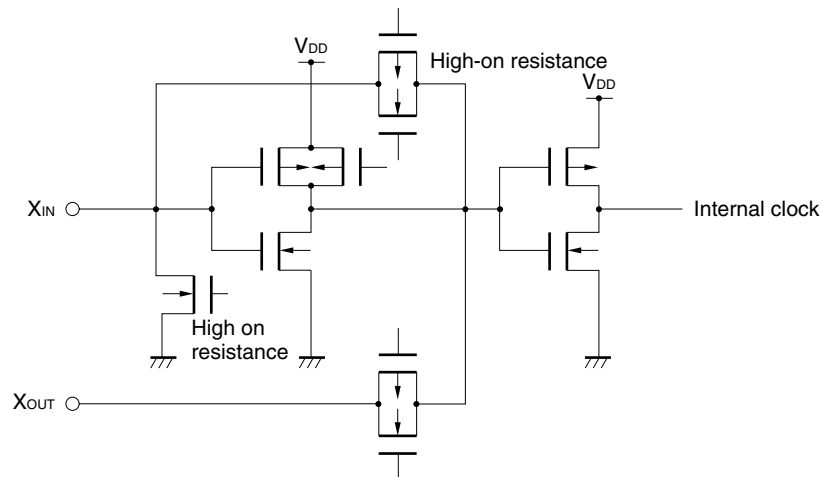 VDD
High-on resistance
VDD
XIN
Internal clock
High on
resistance
XOUT